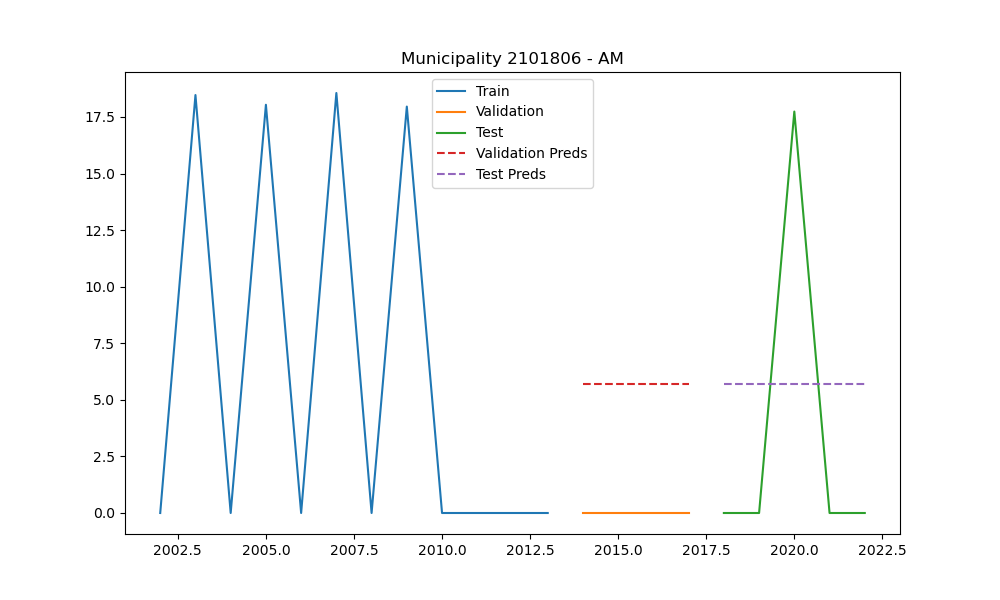 Municipality 2101806 - AM
Train
Validation
Test
Validation Preds
Test Preds
17.5
15.0
12.5
10.0
7.5
5.0
2.5
0.0
2002.5 2005.0 2007.5 2010.0 2012.5 2015.0 2017.5 2020.0 2022.5